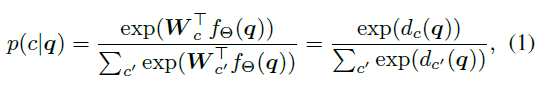 p(c|q) = exp(W_c^⊤ f_Θ(q)) / ∑_{c'} exp(W_{c'}^⊤ f_Θ(q)) = exp(d_c(q)) / ∑_{c'} exp(d_{c'}(q)), (1)